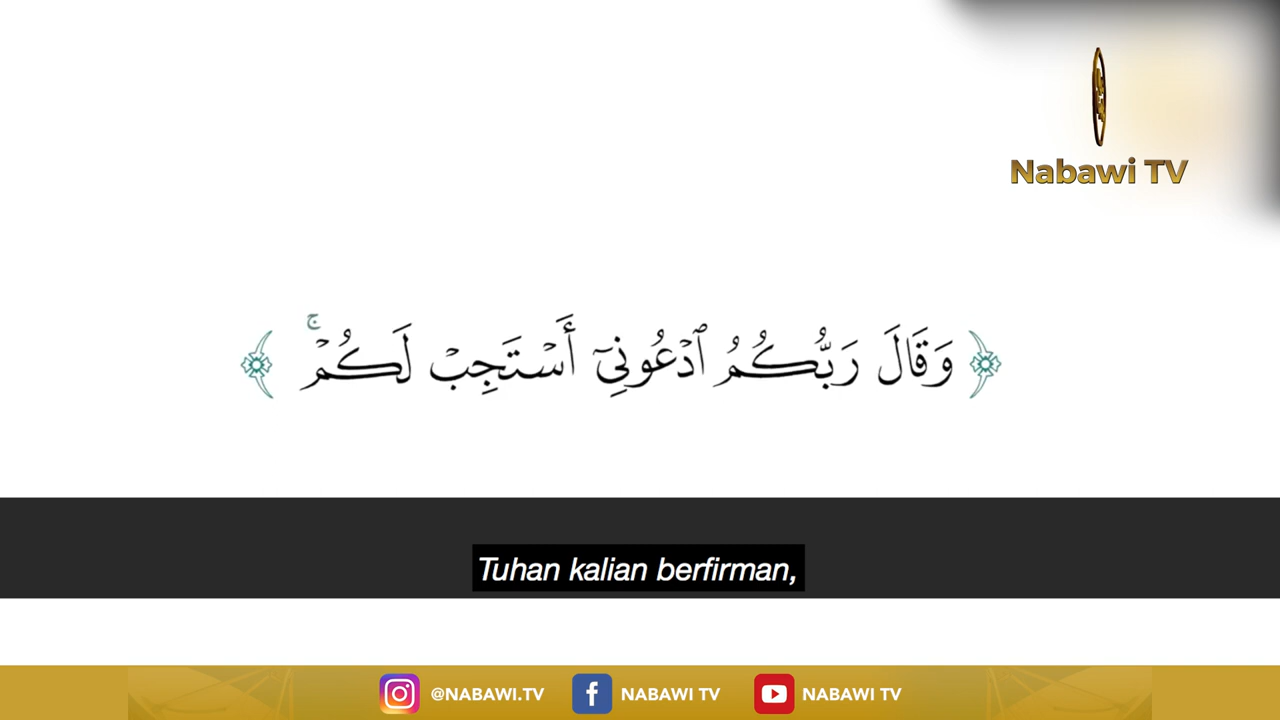 Nabawi TV
﴿ وَقَالَ رَبُّكُمُ ٱدْعُونِىٓ أَسْتَجِبْ لَكُمْ ۚ ﴾
Tuhan kalian berfirman,
@NABAWI.TV NABAWI TV NABAWI TV